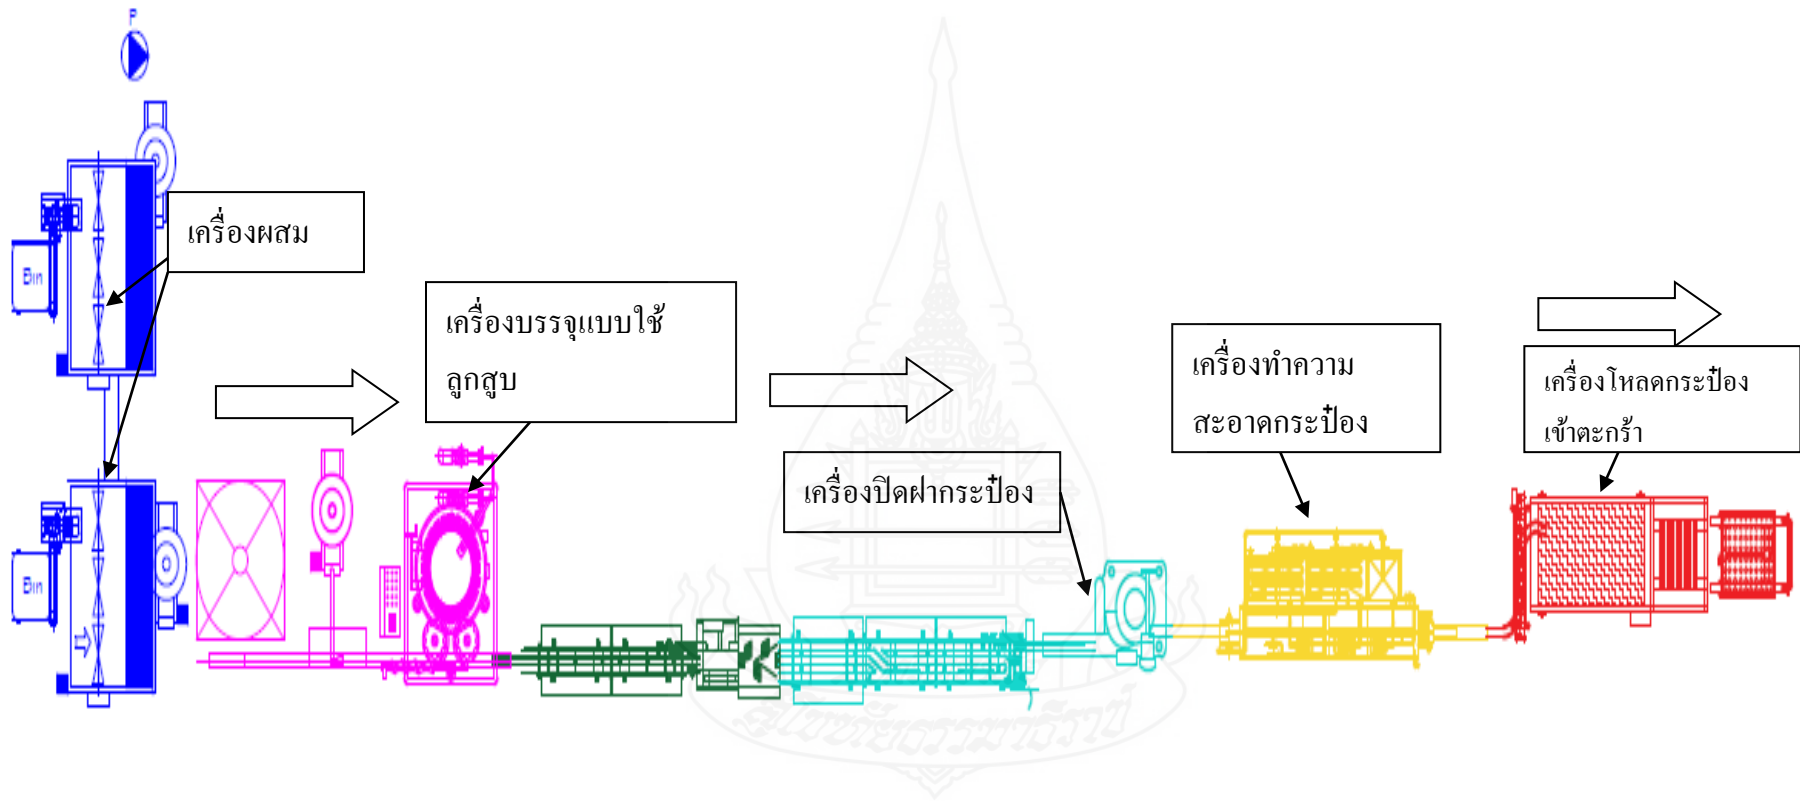 P
เครื่องผสม
Bin
เครื่องบรรจุแบบใช้
ลูกสูบ
เครื่องทำความ
สะอาดกระป๋อง
เครื่องโหลดกระป๋อง
เข้าตะกร้า
เครื่องปิดฝากระป๋อง
Bin